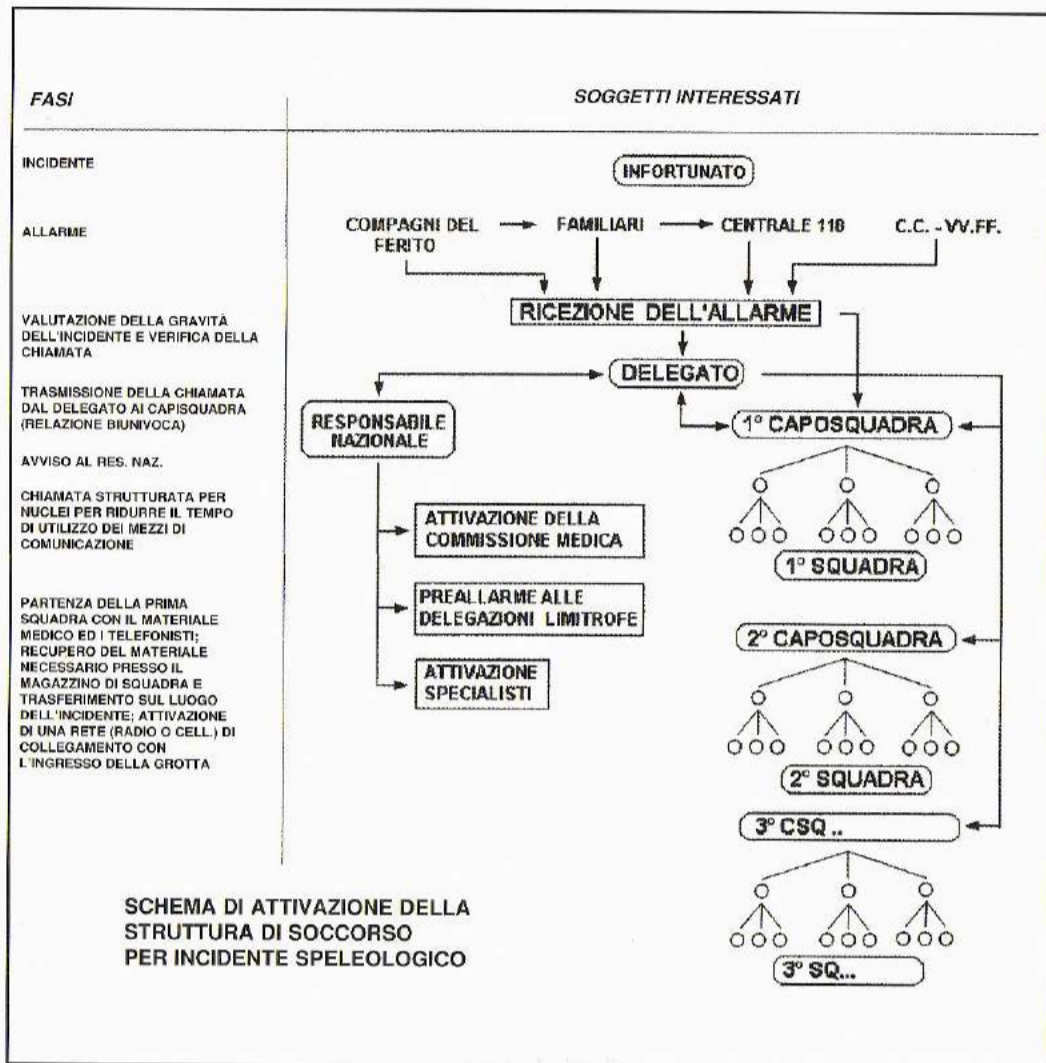 FASI
SOGGETTI INTERESSATI
INCIDENTE
INFORTUNATO
ALLARME
COMPAGNI DEL
FERITO
FAMILIARI
CENTRALE 118
C.C. - VV.FF.
VALUTAZIONE DELLA GRAVITÀ
DELL'INCIDENTE E VERIFICA DELLA
CHIAMATA
RICEZIONE DELL'ALLARME
DELEGATO
TRASMISSIONE DELLA CHIAMATA
DAL DELEGATO AI CAPISQUADRA
(RELAZIONE BIUNIVOCA)
RESPONSABILE
NAZIONALE
1º CAPOSQUADRA
AVVISO AL RES. NAZ.
CHIAMATA STRUTTURATA PER
NUCLEI PER RIDURRE IL TEMPO
DI UTILIZZO DEI MEZZI DI
COMUNICAZIONE
ATTIVAZIONE DELLA
COMMISSIONE MEDICA
1º SQUADRA
PARTENZA DELLA PRIMA
SQUADRA CON IL MATERIALE
MEDICO ED I TELEFONISTI;
RECUPERO DEL MATERIALE
NECESSARIO PRESSO IL
MAGAZZINO DI SQUADRA E
TRASFERIMENTO SUL LUOGO
DELL'INCIDENTE; ATTIVAZIONE
DI UNA RETE (RADIO O CELL.) DI
COLLEGAMENTO CON
L'INGRESSO DELLA GROTTA
PREALLARME ALLE
DELEGAZIONI LIMITROFE
2º CAPOSQUADRA
ATTIVAZIONE
SPECIALISTI
2º SQUADRA
3º CSQ ..
3º SQ...
SCHEMA DI ATTIVAZIONE DELLA
STRUTTURA DI SOCCORSO
PER INCIDENTE SPELEOLOGICO